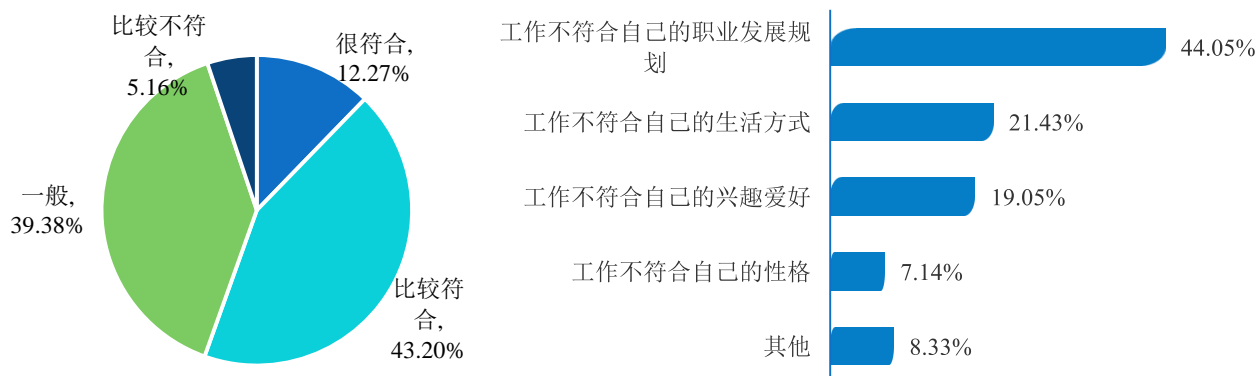 比较不符
合,
5.16%
很符合,
12.27%
一般,
39.38%
比较符
合,
43.20%
工作不符合自己的职业发展规
划
44.05%
工作不符合自己的生活方式
21.43%
工作不符合自己的兴趣爱好
19.05%
工作不符合自己的性格
7.14%
其他
8.33%